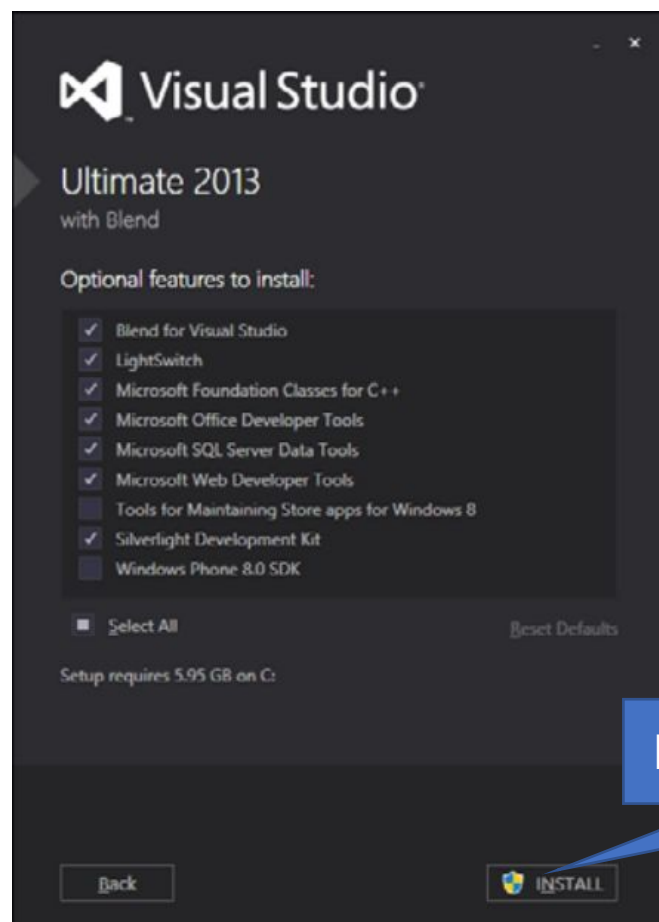 Visual Studio
Ultimate 2013
with Blend
Optional features to install:
Blend for Visual Studio
LightSwitch
Microsoft Foundation Classes for C++
Microsoft Office Developer Tools
Microsoft SQL Server Data Tools
Microsoft Web Developer Tools
Tools for Maintaining Store apps for Windows 8
Silverlight Development Kit
Windows Phone 8.0 SDK
Select All
Reset Defaults
Setup requires 5.95 GB on C:
Back
INSTALL